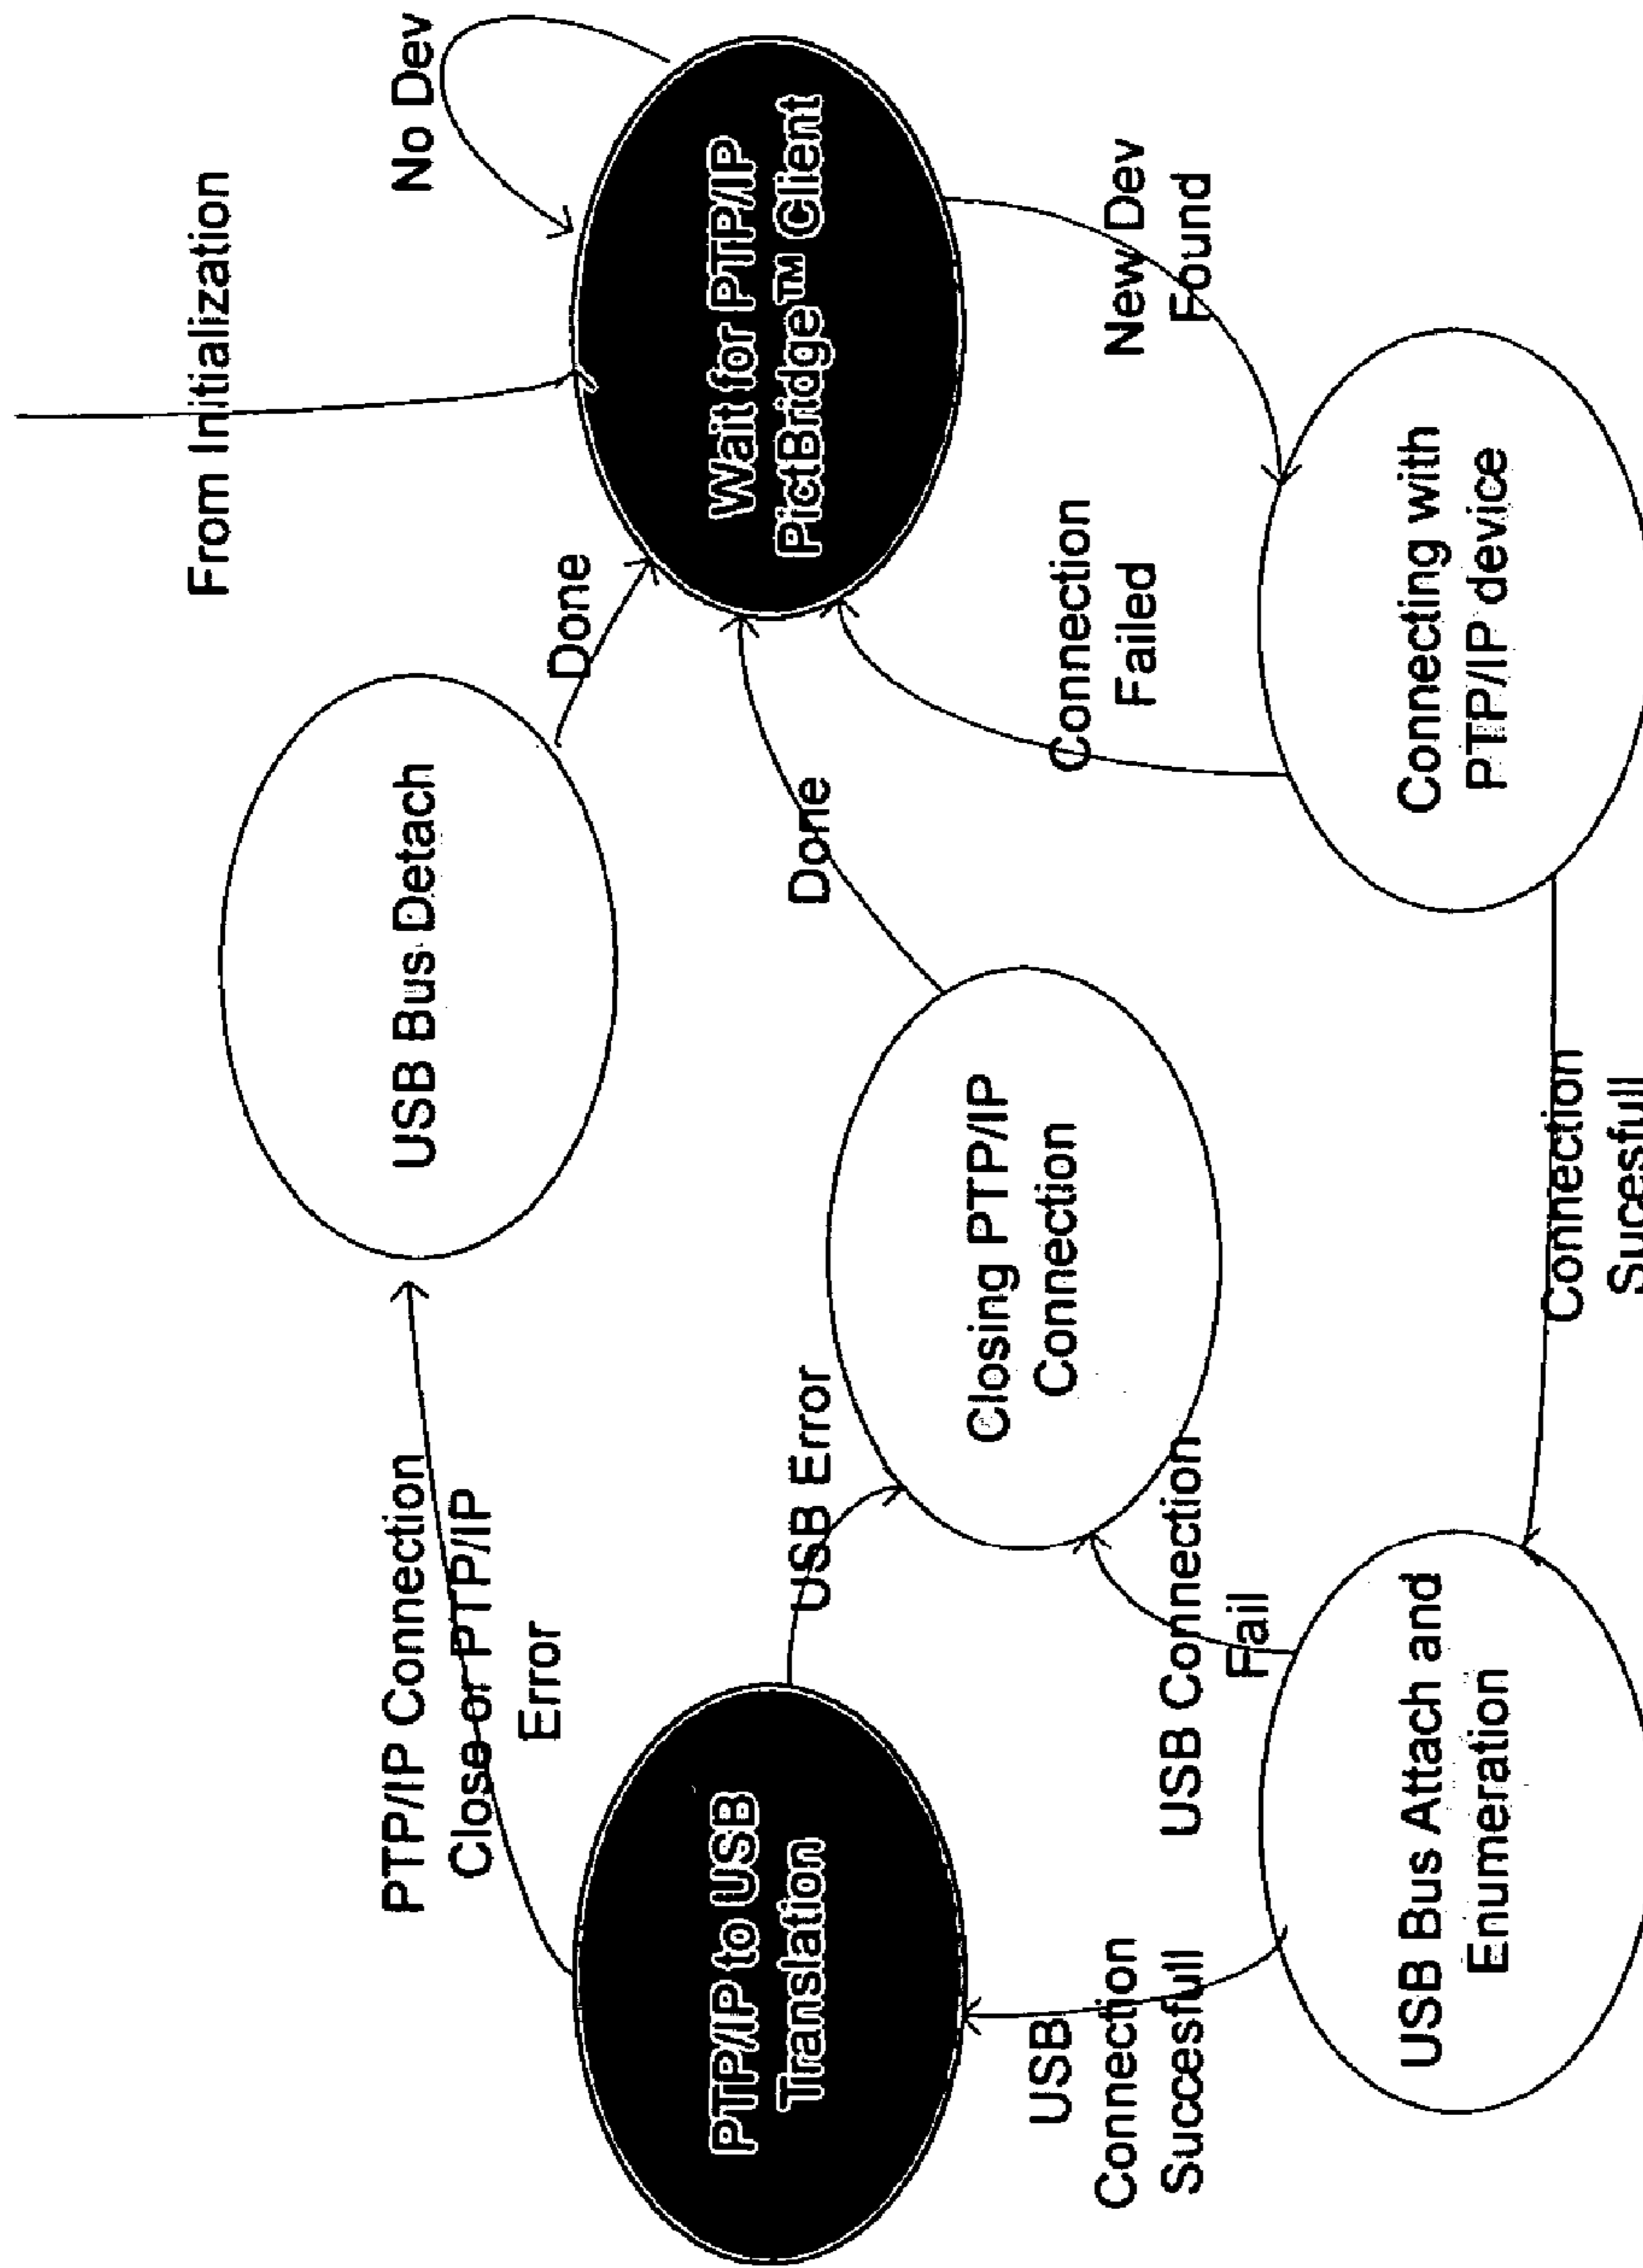 From Initialization
PTP/IP Connection
Close or PTP/IP
Error
USB Bus Detach
No Dev
Done
PTP/IP to USB
Translation
USB Error
Done
Wait for PTP/IP
PictBridge™ Client
Closing PTP/IP
Connection
USB
Connection
Succesfull
USB Connection
Fail
Connection
Failed
New Dev
Found
USB Bus Attach and
Enumeration
Connection
Sucesfull
Connecting with
PTP/IP device